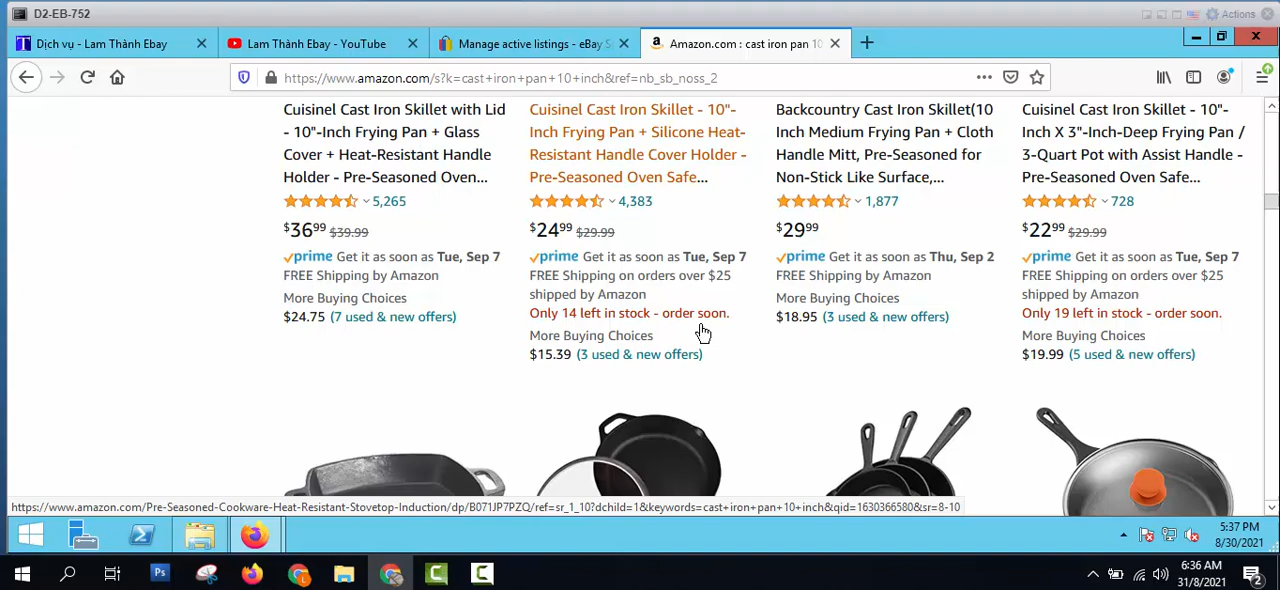 D2-EB-752
Actions
Dịch vụ - Lam Thành Ebay
Lam Thành Ebay - YouTube
Manage active listings - eBay S
Amazon.com : cast iron pan 10
https://www.amazon.com/s?k=cast+iron+pan+10+inch&ref=nb_sb_noss_2
Cuisinel Cast Iron Skillet with Lid
- 10"-Inch Frying Pan + Glass
Cover + Heat-Resistant Handle
Holder - Pre-Seasoned Oven...
5,265
$3699 $39.99
prime Get it as soon as Tue, Sep 7
FREE Shipping by Amazon
More Buying Choices
$24.75 (7 used & new offers)
Cuisinel Cast Iron Skillet - 10"-
Inch Frying Pan + Silicone Heat-
Resistant Handle Cover Holder -
Pre-Seasoned Oven Safe...
4,383
$2499 $29.99
prime Get it as soon as Tue, Sep 7
FREE Shipping on orders over $25
shipped by Amazon
Only 14 left in stock - order soon.
More Buying Choices
$15.39 (3 used & new offers)
Backcountry Cast Iron Skillet(10
Inch Medium Frying Pan + Cloth
Handle Mitt, Pre-Seasoned for
Non-Stick Like Surface,...
1,877
$2999
prime Get it as soon as Thu, Sep 2
FREE Shipping by Amazon
More Buying Choices
$18.95 (3 used & new offers)
Cuisinel Cast Iron Skillet - 10"-
Inch X 3"-Inch-Deep Frying Pan /
3-Quart Pot with Assist Handle -
Pre-Seasoned Oven Safe...
728
$2299 $29.99
prime Get it as soon as Tue, Sep 7
FREE Shipping on orders over $25
shipped by Amazon
Only 19 left in stock - order soon.
More Buying Choices
$19.99 (5 used & new offers)
https://www.amazon.com/Pre-Seasoned-Cookware-Heat-Resistant-Stovetop-Induction/dp/B071JP7PZQ/ref=sr_1_10?dchild=1&keywords=cast+iron+pan+10+inch&qid=1630366580&sr=8-10
5:37 PM
8/30/2021
Ps
6:36 AM
31/8/2021
2